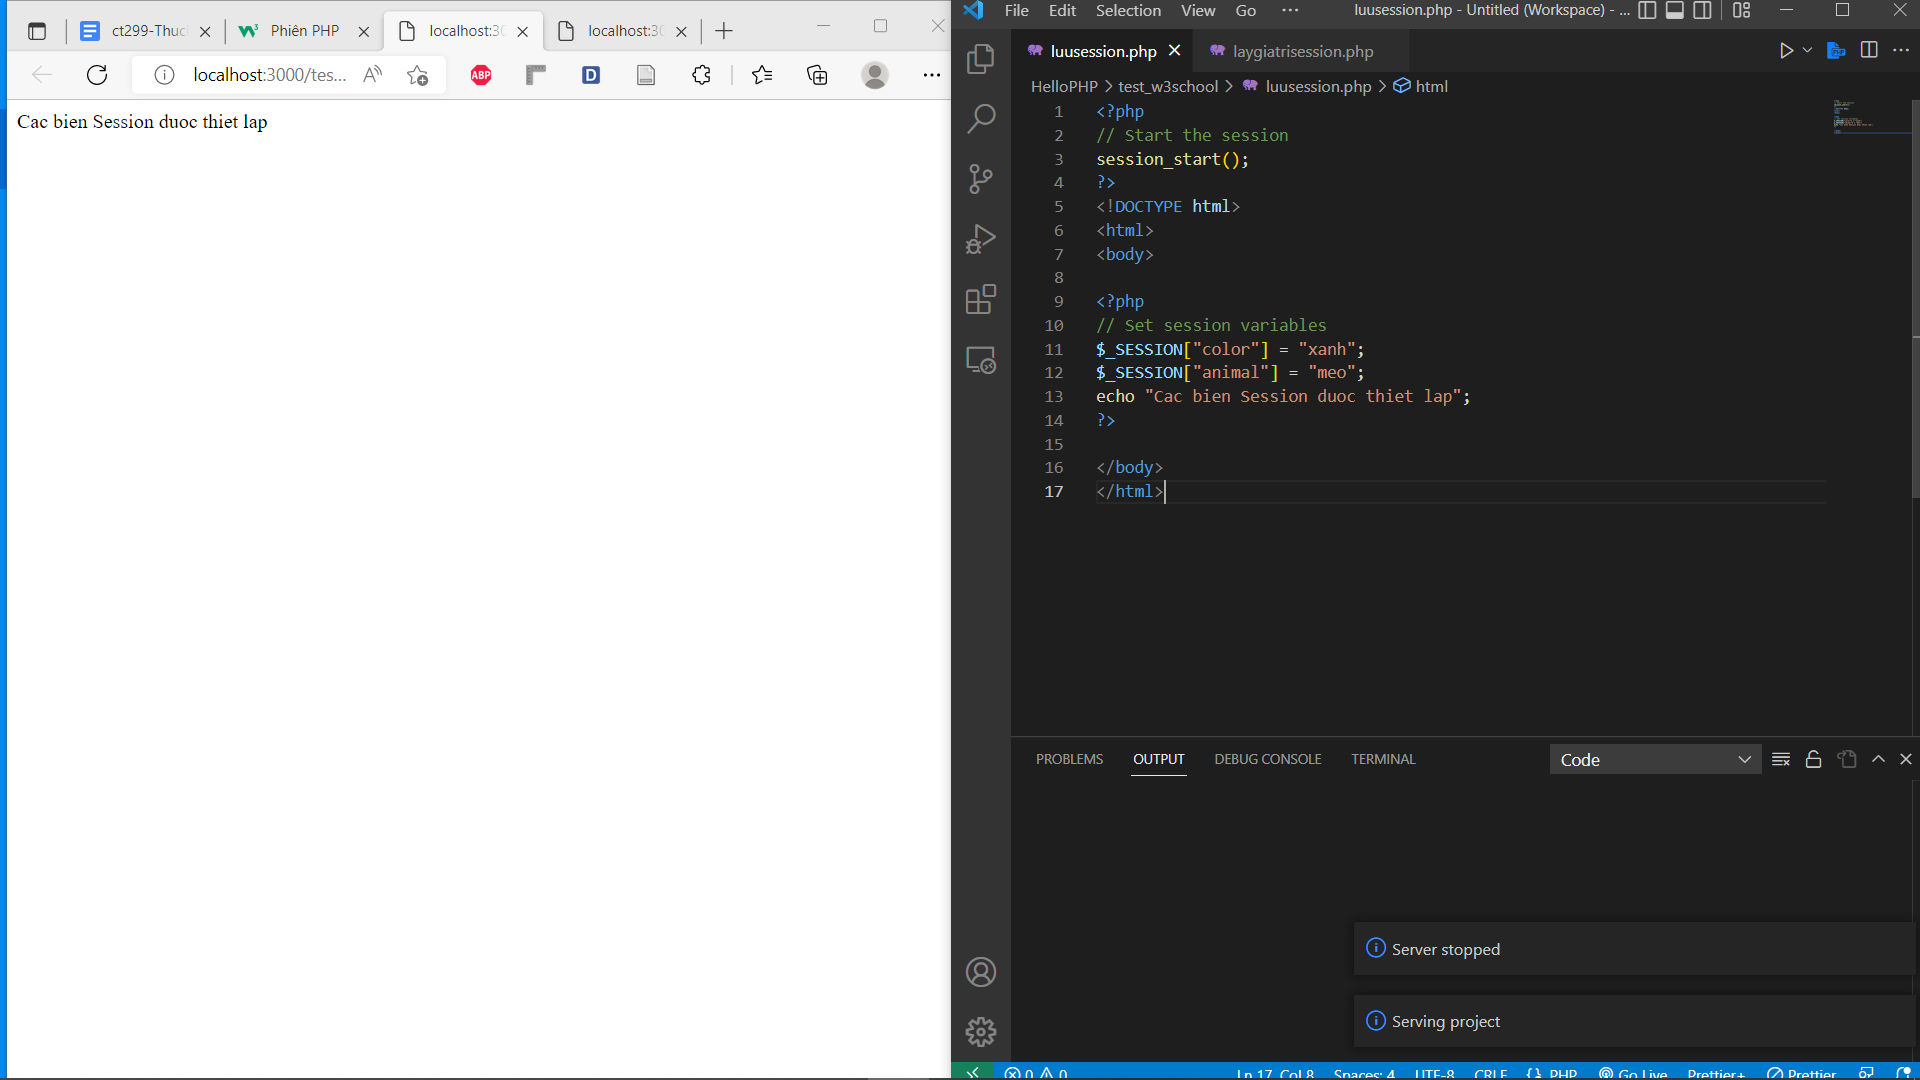 ct299-Thuc
Phiên PHP
localhost:30
localhost:30
localhost:3000/tes...
ABP
D
Cac bien Session duoc thiet lap
File Edit Selection View Go ···
luusession.php - Untitled (Workspace) - ...
luusession.php
laygiatrisession.php
HelloPHP > test_w3school > luusession.php > html
1 <?php
2 // Start the session
3 session_start();
4 ?>
5 <!DOCTYPE html>
6 <html>
7 <body>
8
9 <?php
10 // Set session variables
11 $_SESSION["color"] = "xanh";
12 $_SESSION["animal"] = "meo";
13 echo "Cac bien Session duoc thiet lap";
14 ?>
15
16 </body>
17 </html>
PROBLEMS OUTPUT DEBUG CONSOLE TERMINAL
Code
Server stopped
Serving project
0 0 Ln 17, Col 8 Spaces: 4 UTF-8 CRLF {} PHP Go Live Prettier+ Prettier